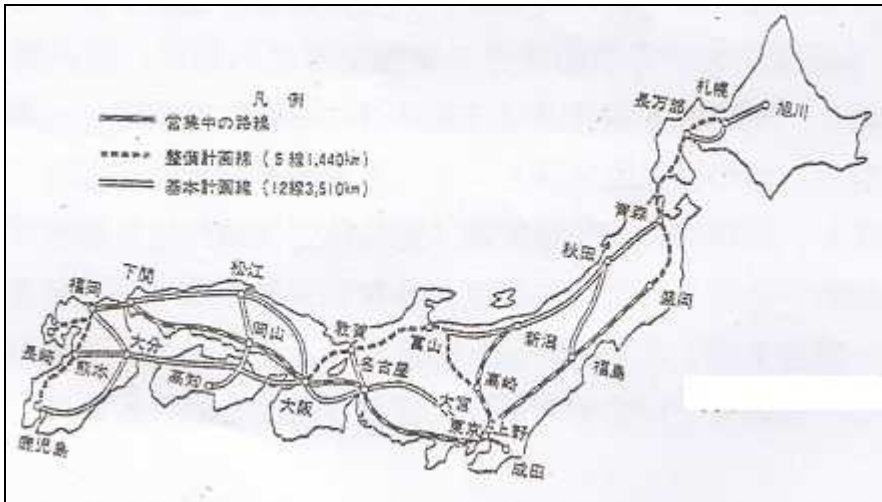 凡例
営業中の路線
整備計画線(5線1,440km)
基本計画線(12線3,510km)
札幌
長万部
旭川
青森
秋田
盛岡
新潟
福島
富山
高崎
大宮
東京
上野
成田
敦賀
名古屋
大阪
松江
岡山
高知
下関
福岡
大分
長崎
熊本
鹿児島